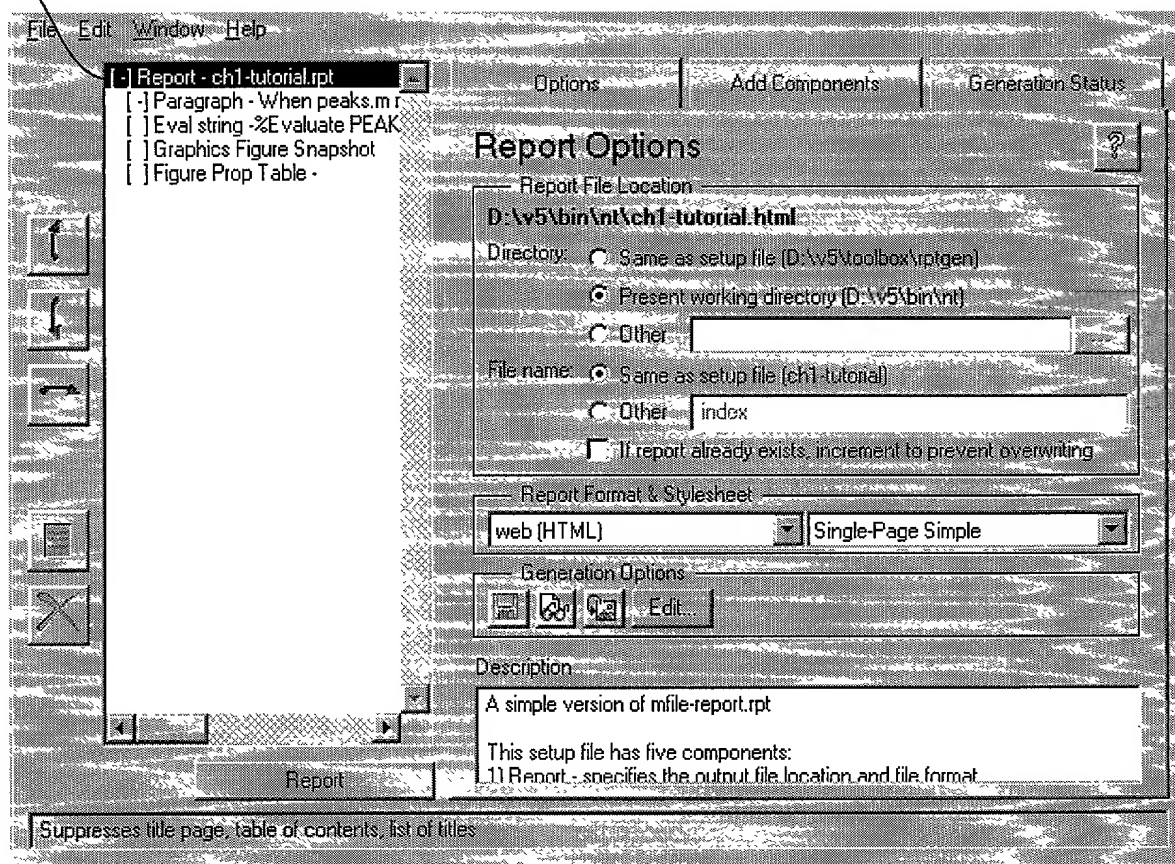 File Edit Window Help
[-] Report - ch1-tutorial.rpt
[-] Paragraph - When peaks.m r
[ ] Eval string -%Evaluate PEAK
[ ] Graphics Figure Snapshot
[ ] Figure Prop Table -
Report
Options Add Components Generation Status
Report Options ?
Report File Location
D:\v5\bin\nt\ch1-tutorial.html
Directory: Same as setup file (D:\v5\toolbox\rptgen)
Present working directory (D:\v5\bin\nt)
Other ...
File name: Same as setup file (ch1-tutorial)
Other index
If report already exists, increment to prevent overwriting
Report Format & Stylesheet
web (HTML) Single-Page Simple
Generation Options
Edit...
Description
A simple version of mfile-report.rpt
This setup file has five components:
1) Report - specifies the output file location and file format
Suppresses title page, table of contents, list of titles